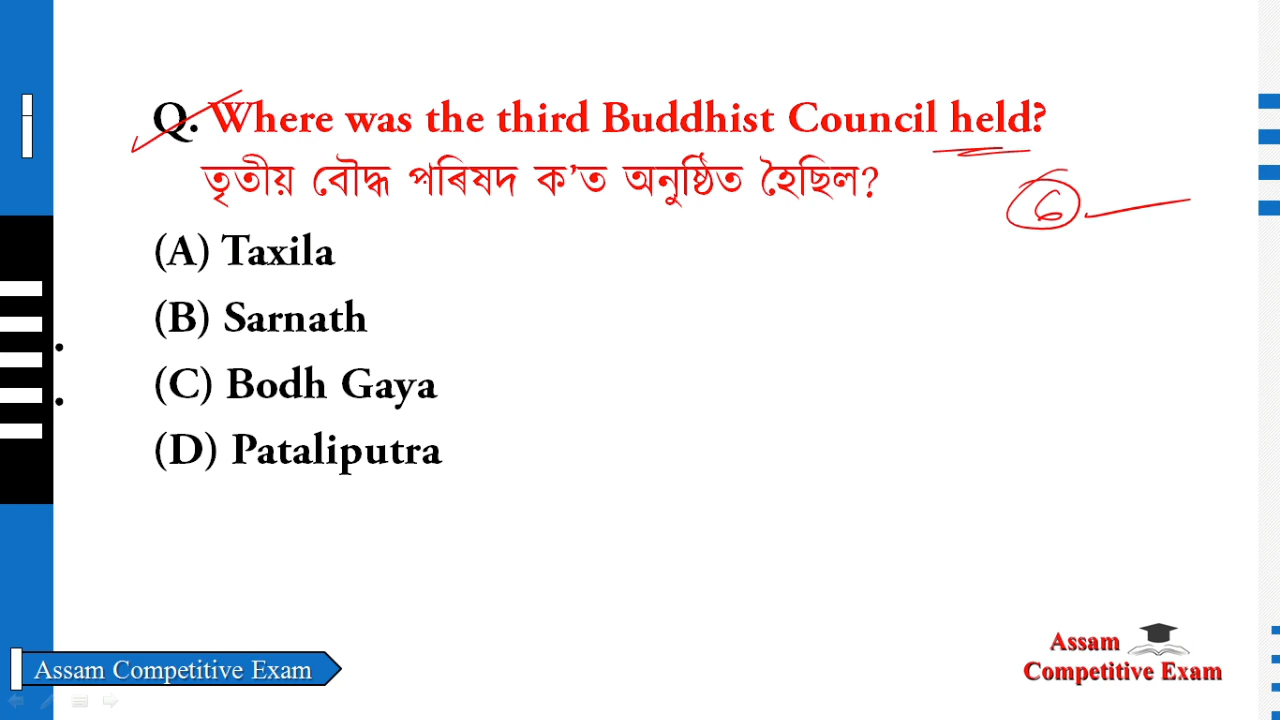 Q. Where was the third Buddhist Council held?
তৃতীয় বৌদ্ধ পৰিষদ ক’ত অনুষ্ঠিত হৈছিল?
6
(A) Taxila
(B) Sarnath
(C) Bodh Gaya
(D) Pataliputra
Assam Competitive Exam
Assam
Competitive Exam